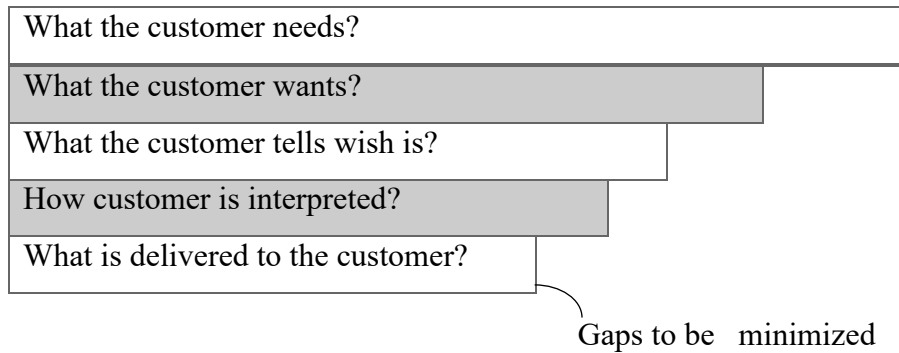 What the customer needs?
What the customer wants?
What the customer tells wish is?
How customer is interpreted?
What is delivered to the customer?
Gaps to be minimized